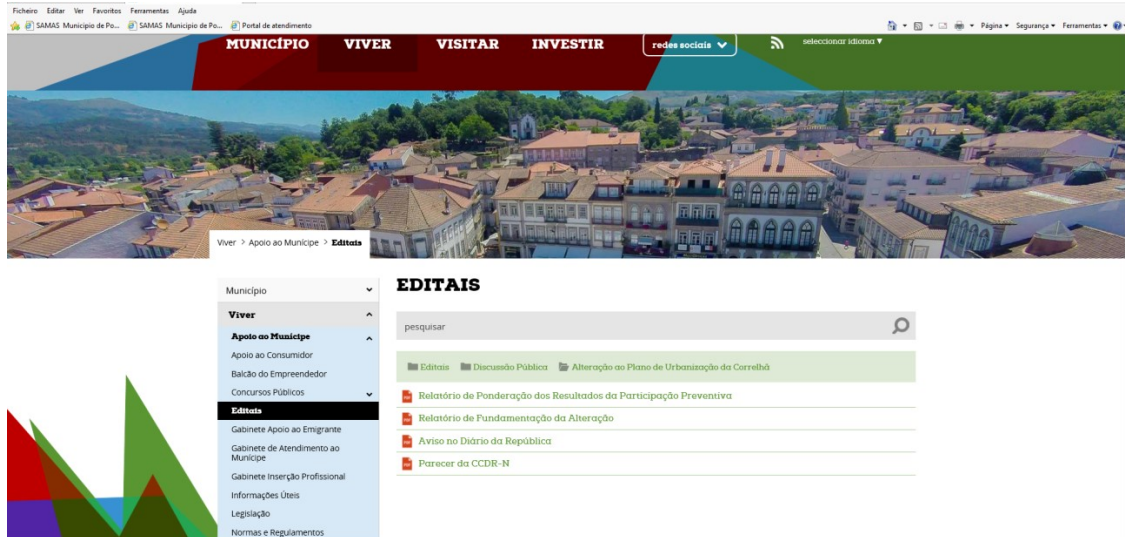 Ficheiro Editar Ver Favoritos Ferramentas Ajuda
SAMAS Municipio de Po... SAMAS Municipio de Po... Portal de atendimento
Página Segurança Ferramentas
MUNICÍPIO VIVER VISITAR INVESTIR redes sociais seleccionar idioma ▼
Viver > Apoio ao Munícipe > Editais
Município
Viver
Apoio ao Munícipe
Apoio ao Consumidor
Balcão do Empreendedor
Concursos Públicos
Editais
Gabinete Apoio ao Emigrante
Gabinete de Atendimento ao
Munícipe
Gabinete Inserção Profissional
Informações Úteis
Legislação
Normas e Regulamentos
EDITAIS
pesquisar
Editais Discussão Pública Alteração ao Plano de Urbanização da Correlhã
Relatório de Ponderação dos Resultados da Participação Preventiva
Relatório de Fundamentação da Alteração
Aviso no Diário da República
Parecer da CCDR-N